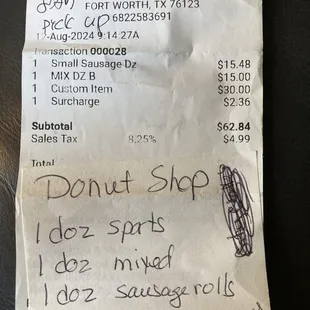 FORT WORTH, TX 76123
pick up 6822583691
-Aug-2024 9:14:27A
Transaction 000028
1 Small Sausage Dz $15.48
1 MIX DZ B $15.00
1 Custom Item $30.00
1 Surcharge $2.36
Subtotal $62.84
Sales Tax 8.25% $4.99
Total
Donut Shop
1 doz sports
1 doz mixed
1 doz sausage rolls